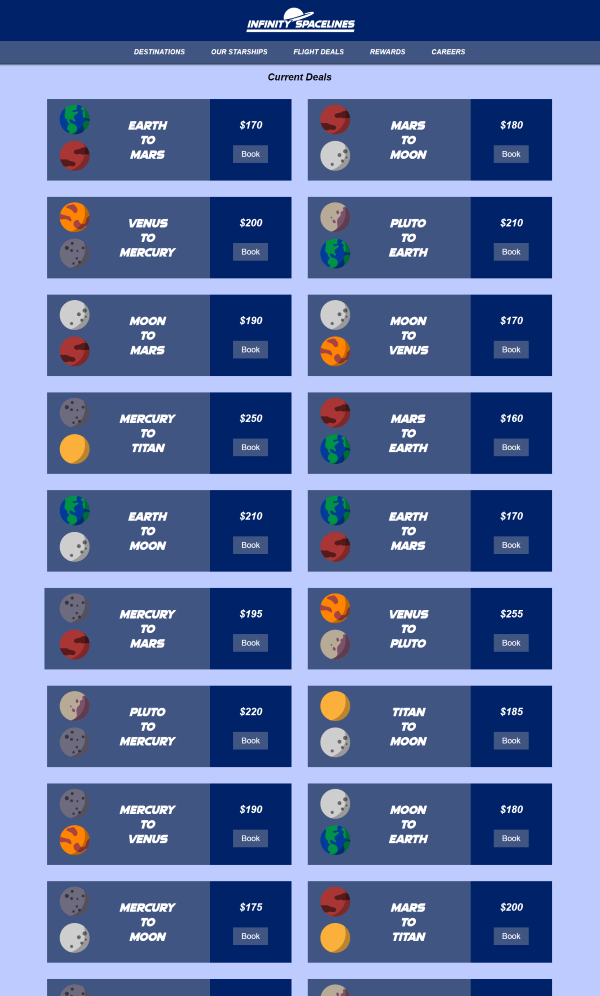 INFINITY SPACELINES
DESTINATIONS OUR STARSHIPS FLIGHT DEALS REWARDS CAREERS
Current Deals
EARTH
TO
MARS
$170
Book
MARS
TO
MOON
$180
Book
VENUS
TO
MERCURY
$200
Book
PLUTO
TO
EARTH
$210
Book
MOON
TO
MARS
$190
Book
MOON
TO
VENUS
$170
Book
MERCURY
TO
TITAN
$250
Book
MARS
TO
EARTH
$160
Book
EARTH
TO
MOON
$210
Book
EARTH
TO
MARS
$170
Book
MERCURY
TO
MARS
$195
Book
VENUS
TO
PLUTO
$255
Book
PLUTO
TO
MERCURY
$220
Book
TITAN
TO
MOON
$185
Book
MERCURY
TO
VENUS
$190
Book
MOON
TO
EARTH
$180
Book
MERCURY
TO
MOON
$175
Book
MARS
TO
TITAN
$200
Book